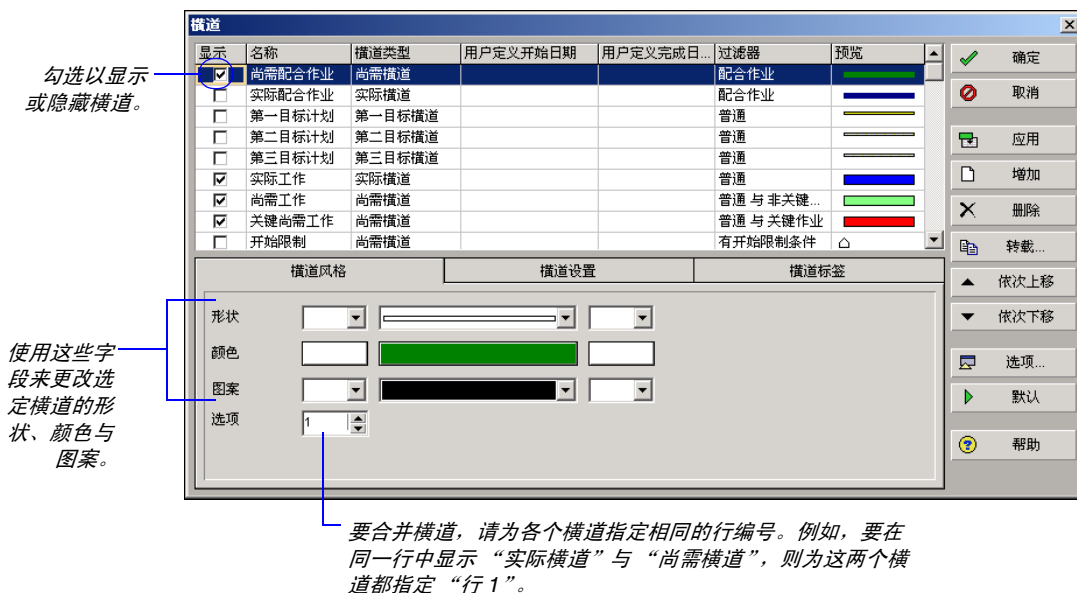 横道
显示 名称 横道类型 用户定义开始日期 用户定义完成日... 过滤器 预览
尚需配合作业 尚需横道 配合作业
实际配合作业 实际横道 配合作业
第一目标计划 第一目标横道 普通
第二目标计划 第二目标横道 普通
第三目标计划 第三目标横道 普通
实际工作 实际横道 普通
尚需工作 尚需横道 普通 与 非关键...
关键尚需工作 尚需横道 普通 与 关键作业
开始限制 尚需横道 有开始限制条件
横道风格 横道设置 横道标签
形状
颜色
图案
选项 1
确定
取消
应用
增加
删除
转载...
依次上移
依次下移
选项...
默认
帮助
勾选以显示
或隐藏横道。
使用这些字
段来更改选
定横道的形
状、颜色与
图案。
要合并横道，请为各个横道指定相同的行编号。例如，要在
同一行中显示 “实际横道”与 “尚需横道”，则为这两个横
道都指定 “行 1”。